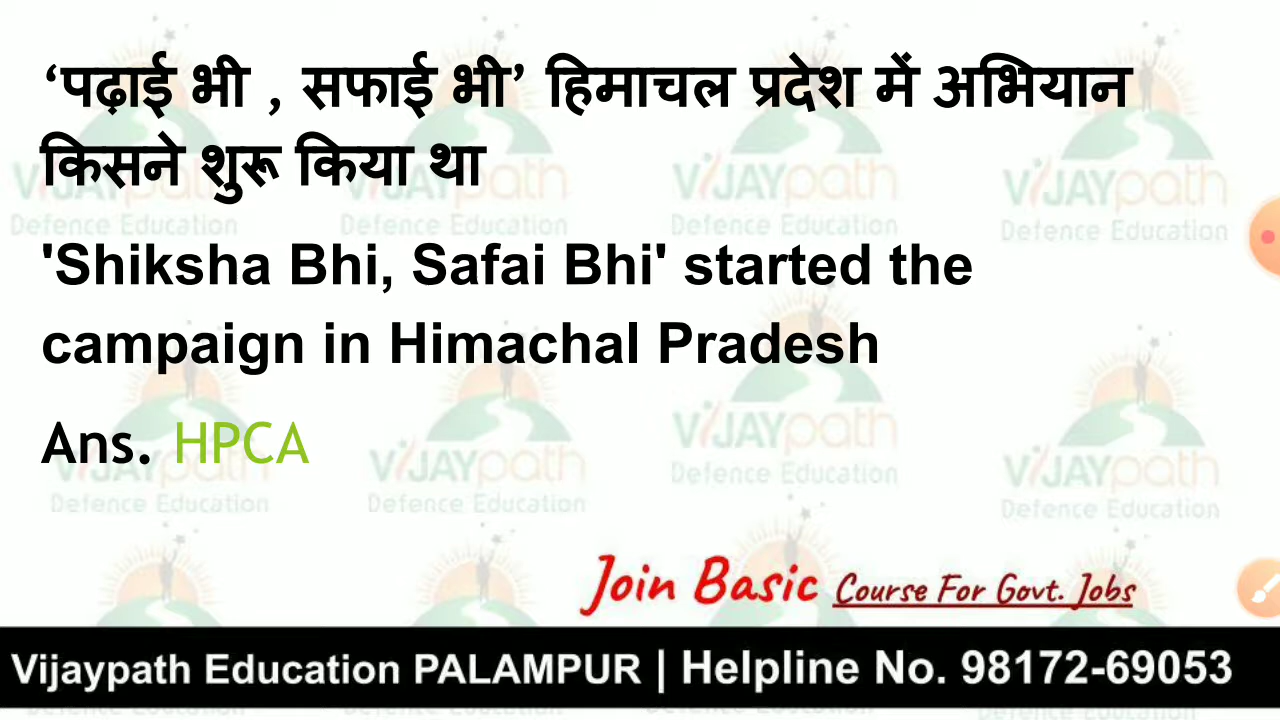 ‘पढ़ाई भी , सफाई भी’ हिमाचल प्रदेश में अभियान
किसने शुरू किया था
'Shiksha Bhi, Safai Bhi' started the
campaign in Himachal Pradesh
Ans. HPCA
Join Basic Course For Govt. Jobs
Vijaypath Education PALAMPUR | Helpline No. 98172-69053